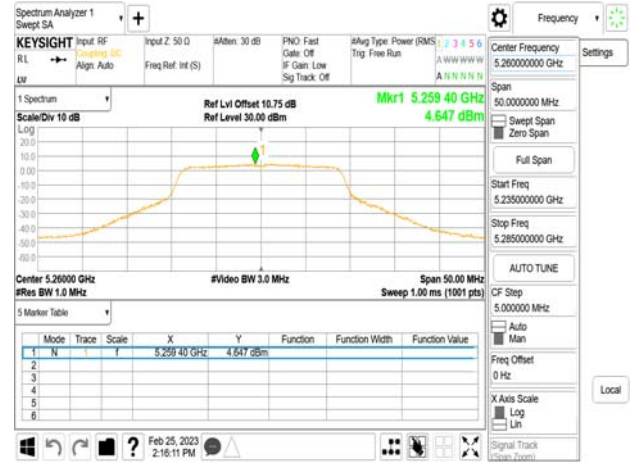 Spectrum Analyzer 1
Swept SA
Frequency
KEYSIGHT
Input: RF
Coupling: DC
Align: Auto
Input Z: 50 Ω
Freq Ref: Int (S)
#Atten: 30 dB
PNO: Fast
Gate: Off
IF Gain: Low
Sig Track: Off
#Avg Type: Power (RMS
Trig: Free Run
1 2 3 4 5 6
A W W W W W
A N N N N N
RL
Center Frequency
5.260000000 GHz
Settings
Span
50.0000000 MHz
Swept Span
Zero Span
Full Span
Start Freq
5.235000000 GHz
Stop Freq
5.285000000 GHz
AUTO TUNE
CF Step
5.000000 MHz
Auto
Man
Freq Offset
0 Hz
X Axis Scale
Log
Lin
Local
Signal Track
(Span Zoom)
1 Spectrum
Scale/Div 10 dB
Ref Lvl Offset 10.75 dB
Ref Level 30.00 dBm
Mkr1 5.259 40 GHz
4.647 dBm
Log
20.0
10.0
0.00
-10.0
-20.0
-30.0
-40.0
-50.0
-60.0
1
Center 5.26000 GHz
#Res BW 1.0 MHz
#Video BW 3.0 MHz
Span 50.00 MHz
Sweep 1.00 ms (1001 pts)
5 Marker Table
Mode Trace Scale X Y Function Function Width Function Value
1 N 1 f 5.259 40 GHz 4.647 dBm
2
3
4
5
6
Feb 25, 2023
2:16:11 PM